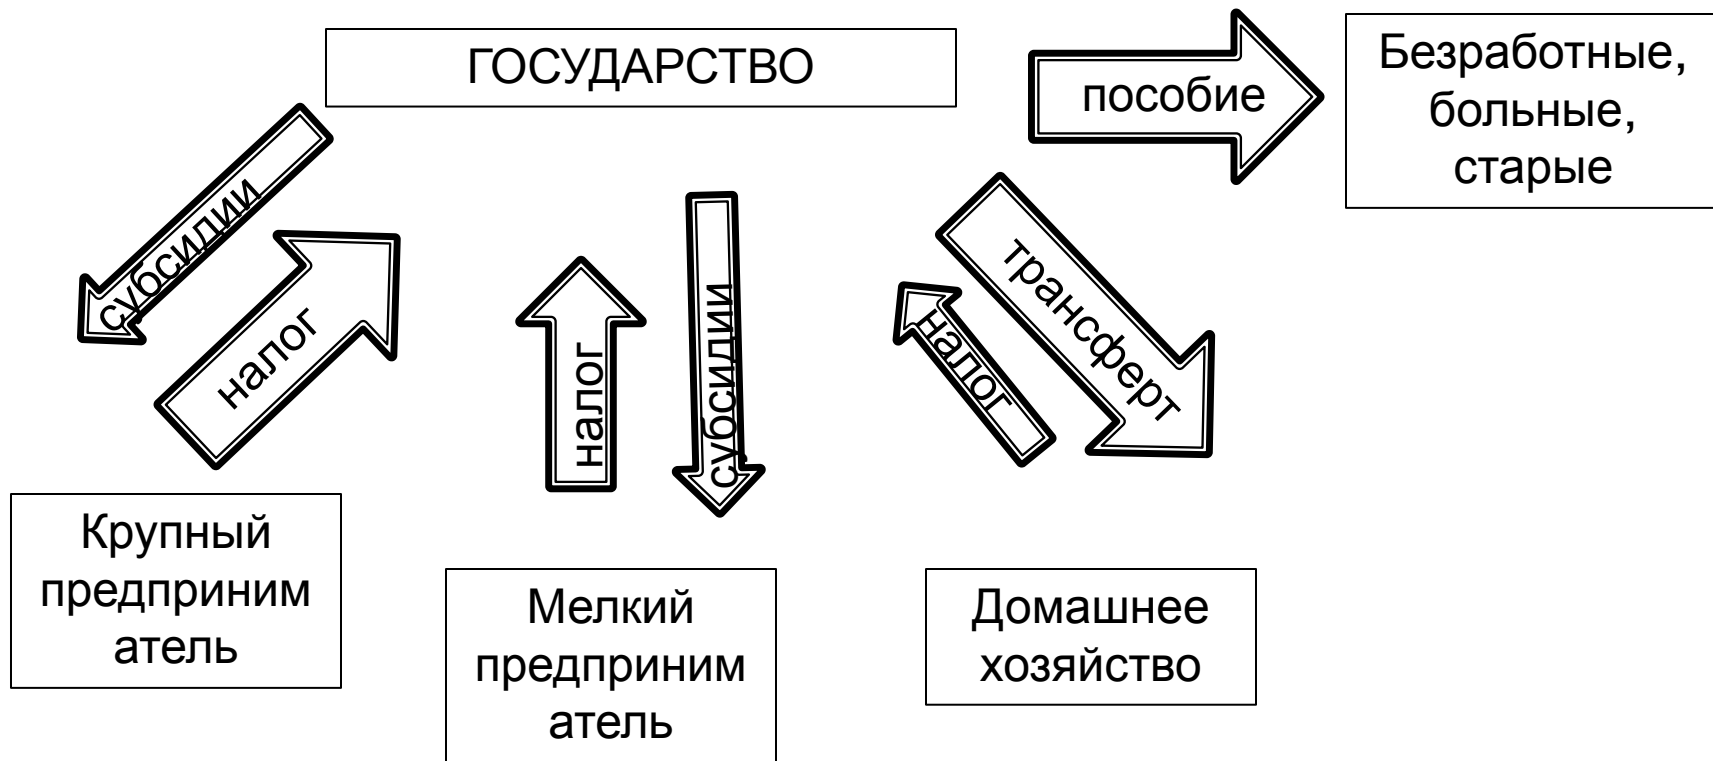 ГОСУДАРСТВО
пособие
Безработные,
больные,
старые
субсидии
налог
налог
субсидии
налог
трансферт
Крупный
предприним
атель
Мелкий
предприним
атель
Домашнее
хозяйство